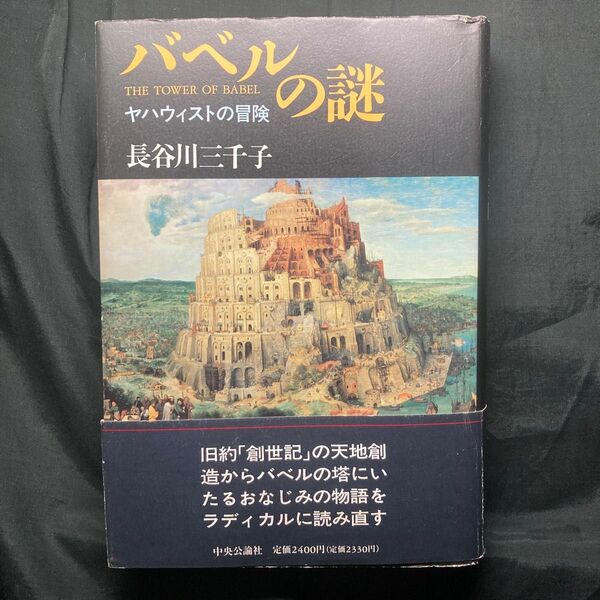 バベルの謎
THE TOWER OF BABEL
ヤハウィストの冒険
長谷川三千子
旧約「創世記」の天地創
造からバベルの塔にい
たるおなじみの物語を
ラディカルに読み直す
中央公論社 定価2400円(定価2330円)